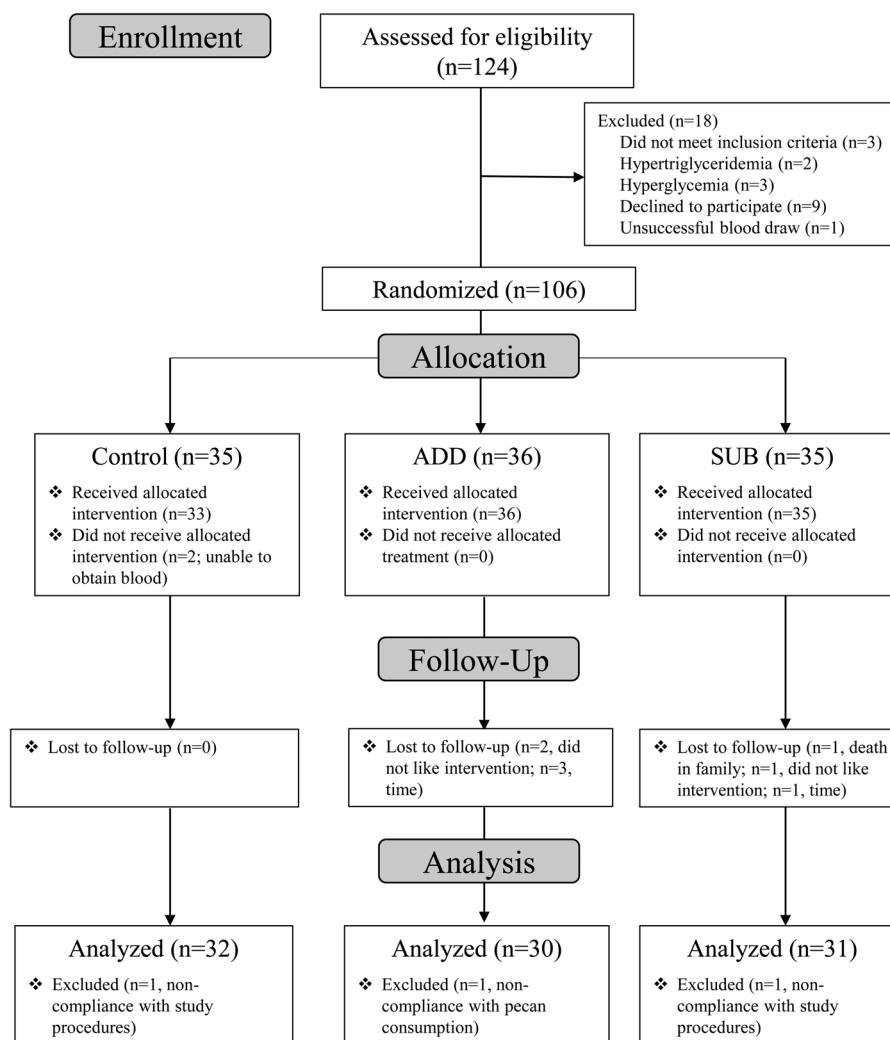 Enrollment
Assessed for eligibility
(n=124)
Excluded (n=18)
Did not meet inclusion criteria (n=3)
Hypertriglyceridemia (n=2)
Hyperglycemia (n=3)
Declined to participate (n=9)
Unsuccessful blood draw (n=1)
Randomized (n=106)
Allocation
Control (n=35)
❖ Received allocated
intervention (n=33)
❖ Did not receive allocated
intervention (n=2; unable to
obtain blood)
ADD (n=36)
❖ Received allocated
intervention (n=36)
❖ Did not receive allocated
treatment (n=0)
SUB (n=35)
❖ Received allocated
intervention (n=35)
❖ Did not receive allocated
intervention (n=0)
Follow-Up
❖ Lost to follow-up (n=0)
❖ Lost to follow-up (n=2, did
not like intervention; n=3,
time)
❖ Lost to follow-up (n=1, death
in family; n=1, did not like
intervention; n=1, time)
Analysis
Analyzed (n=32)
❖ Excluded (n=1, non-
compliance with study
procedures)
Analyzed (n=30)
❖ Excluded (n=1, non-
compliance with pecan
consumption)
Analyzed (n=31)
❖ Excluded (n=1, non-
compliance with study
procedures)